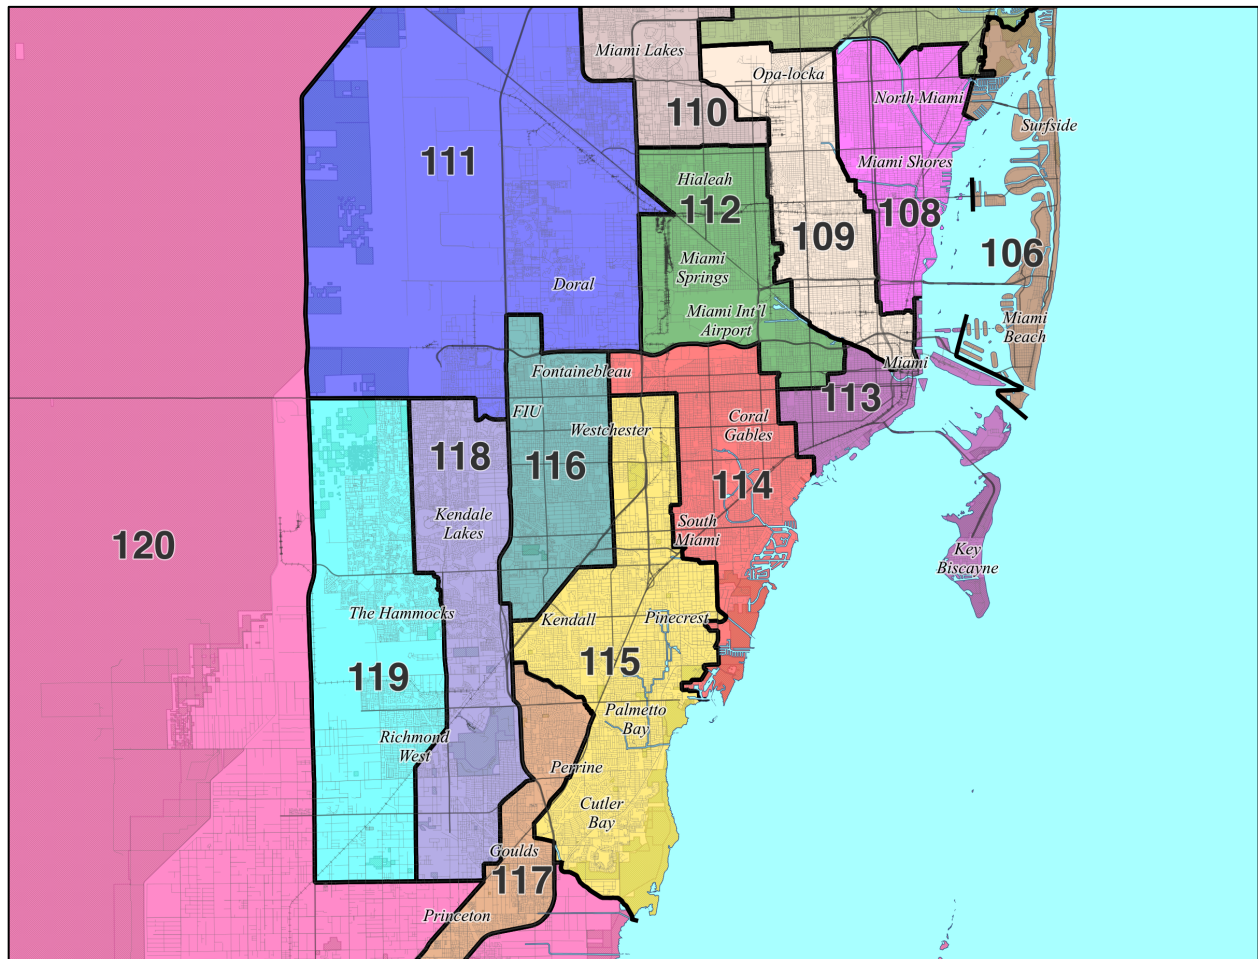 Miami Lakes
Opa-locka
North Miami
110
Surfside
111
Miami Shores
Hialeah
112
108
109
106
Miami
Springs
Doral
Miami Int'l
Airport
Miami
Beach
Miami
Fontainebleau
113
FIU
Coral
Gables
Westchester
118
116
114
Kendale
Lakes
South
Miami
120
Key
Biscayne
The Hammocks
Kendall
Pinecrest
115
119
Palmetto
Bay
Richmond
West
Perrine
Cutler
Bay
Goulds
117
Princeton